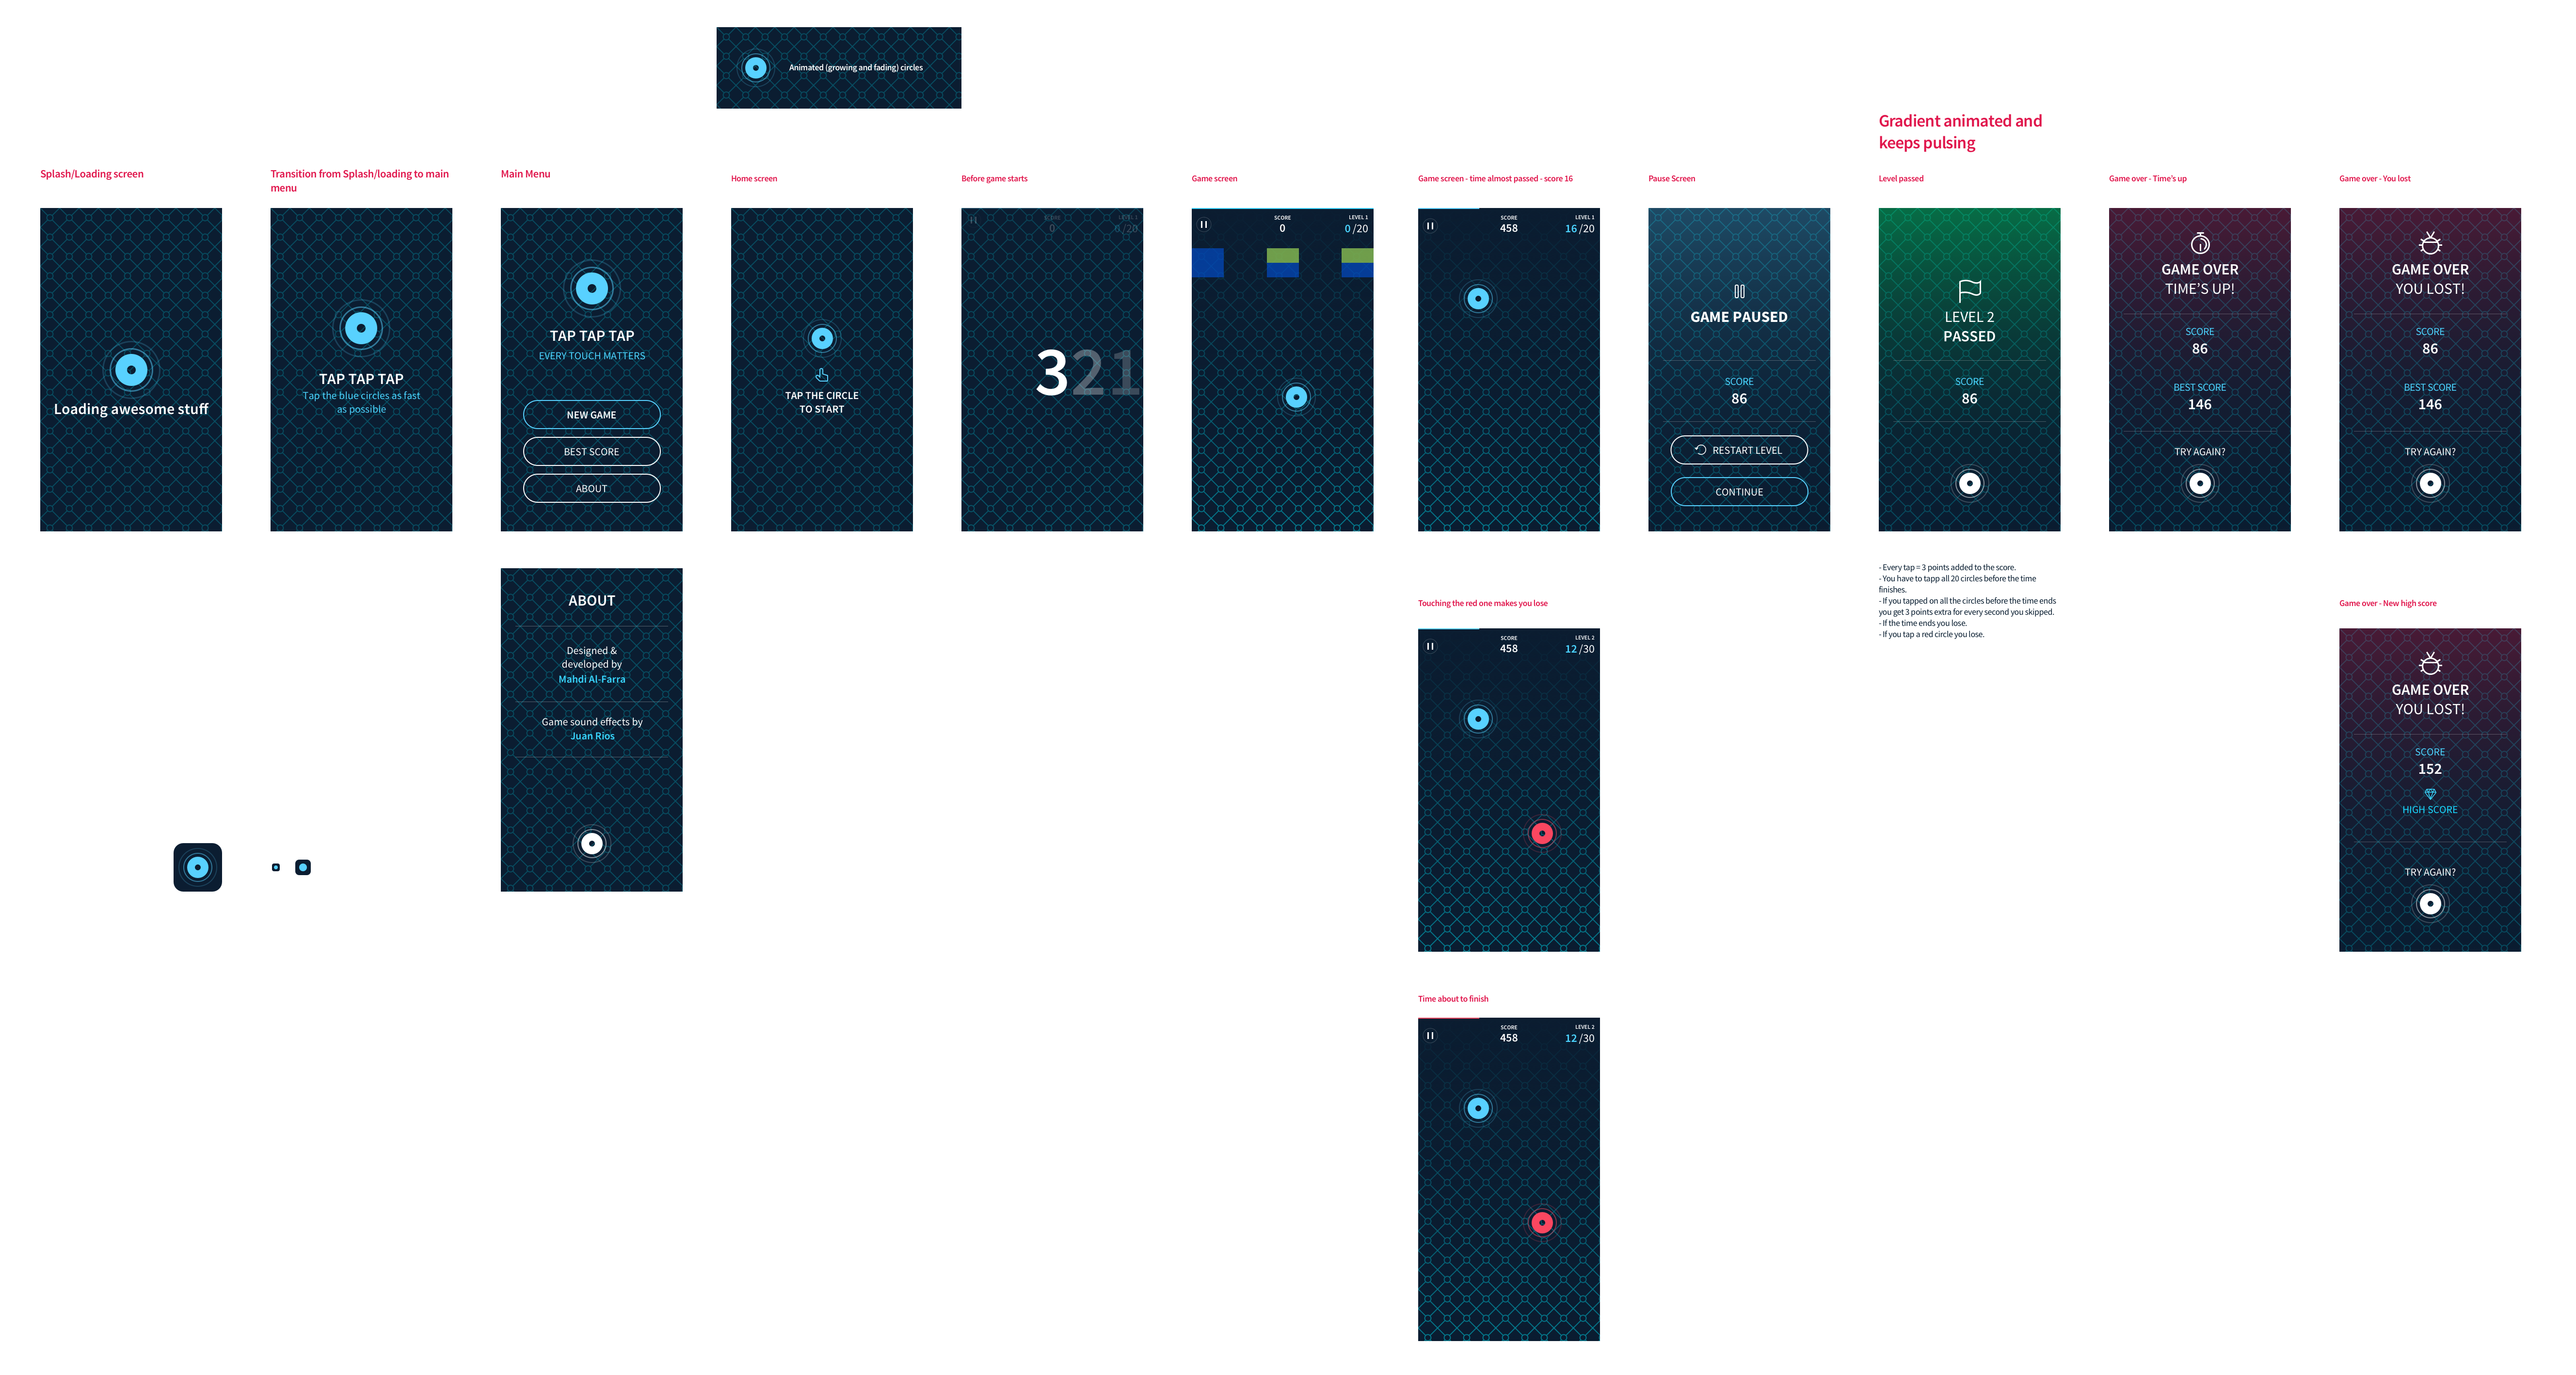 Animated (growing and fading) circles
Gradient animated and
keeps pulsing
Splash/Loading screen
Loading awesome stuff
Transition from Splash/loading to main
menu
TAP TAP TAP
Tap the blue circles as fast
as possible
Main Menu
TAP TAP TAP
EVERY TOUCH MATTERS
NEW GAME
BEST SCORE
ABOUT
Home screen
TAP THE CIRCLE
TO START
Before game starts
SCORE
0
LEVEL 1
0/20
321
Game screen
SCORE
0
LEVEL 1
0/20
Game screen - time almost passed - score 16
SCORE
458
LEVEL 1
16/20
Pause Screen
GAME PAUSED
SCORE
86
RESTART LEVEL
CONTINUE
Level passed
LEVEL 2
PASSED
SCORE
86
Game over - Time's up
GAME OVER
TIME'S UP!
SCORE
86
BEST SCORE
146
TRY AGAIN?
Game over - You lost
GAME OVER
YOU LOST!
SCORE
86
BEST SCORE
146
TRY AGAIN?
ABOUT
Designed &
developed by
Mahdi Al-Farra
Game sound effects by
Juan Rios
Touching the red one makes you lose
SCORE
458
LEVEL 2
12/30
- Every tap = 3 points added to the score.
- You have to tapp all 20 circles before the time
finishes.
- If you tapped on all the circles before the time ends
you get 3 points extra for every second you skipped.
- If the time ends you lose.
- If you tap a red circle you lose.
Game over - New high score
GAME OVER
YOU LOST!
SCORE
152
HIGH SCORE
TRY AGAIN?
Time about to finish
SCORE
458
LEVEL 2
12/30